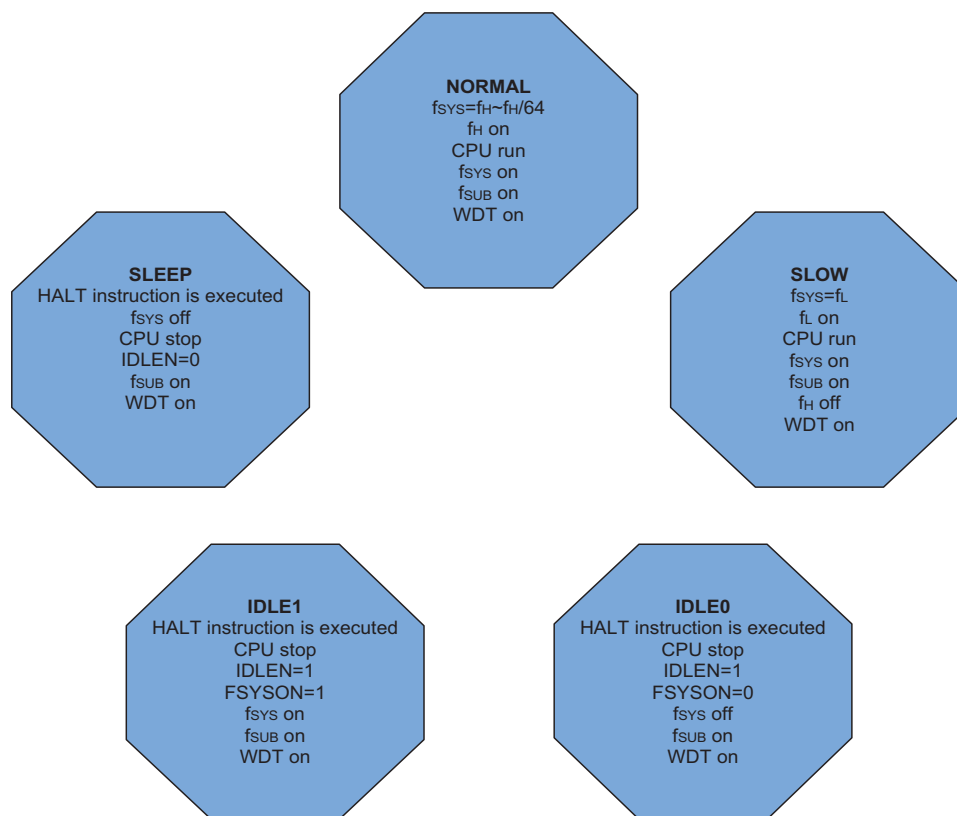 NORMAL
fSYS=fH~fH/64
fH on
CPU run
fSYS on
fSUB on
WDT on
SLEEP
HALT instruction is executed
fSYS off
CPU stop
IDLEN=0
fSUB on
WDT on
SLOW
fSYS=fL
fL on
CPU run
fSYS on
fSUB on
fH off
WDT on
IDLE1
HALT instruction is executed
CPU stop
IDLEN=1
FSYSON=1
fSYS on
fSUB on
WDT on
IDLE0
HALT instruction is executed
CPU stop
IDLEN=1
FSYSON=0
fSYS off
fSUB on
WDT on